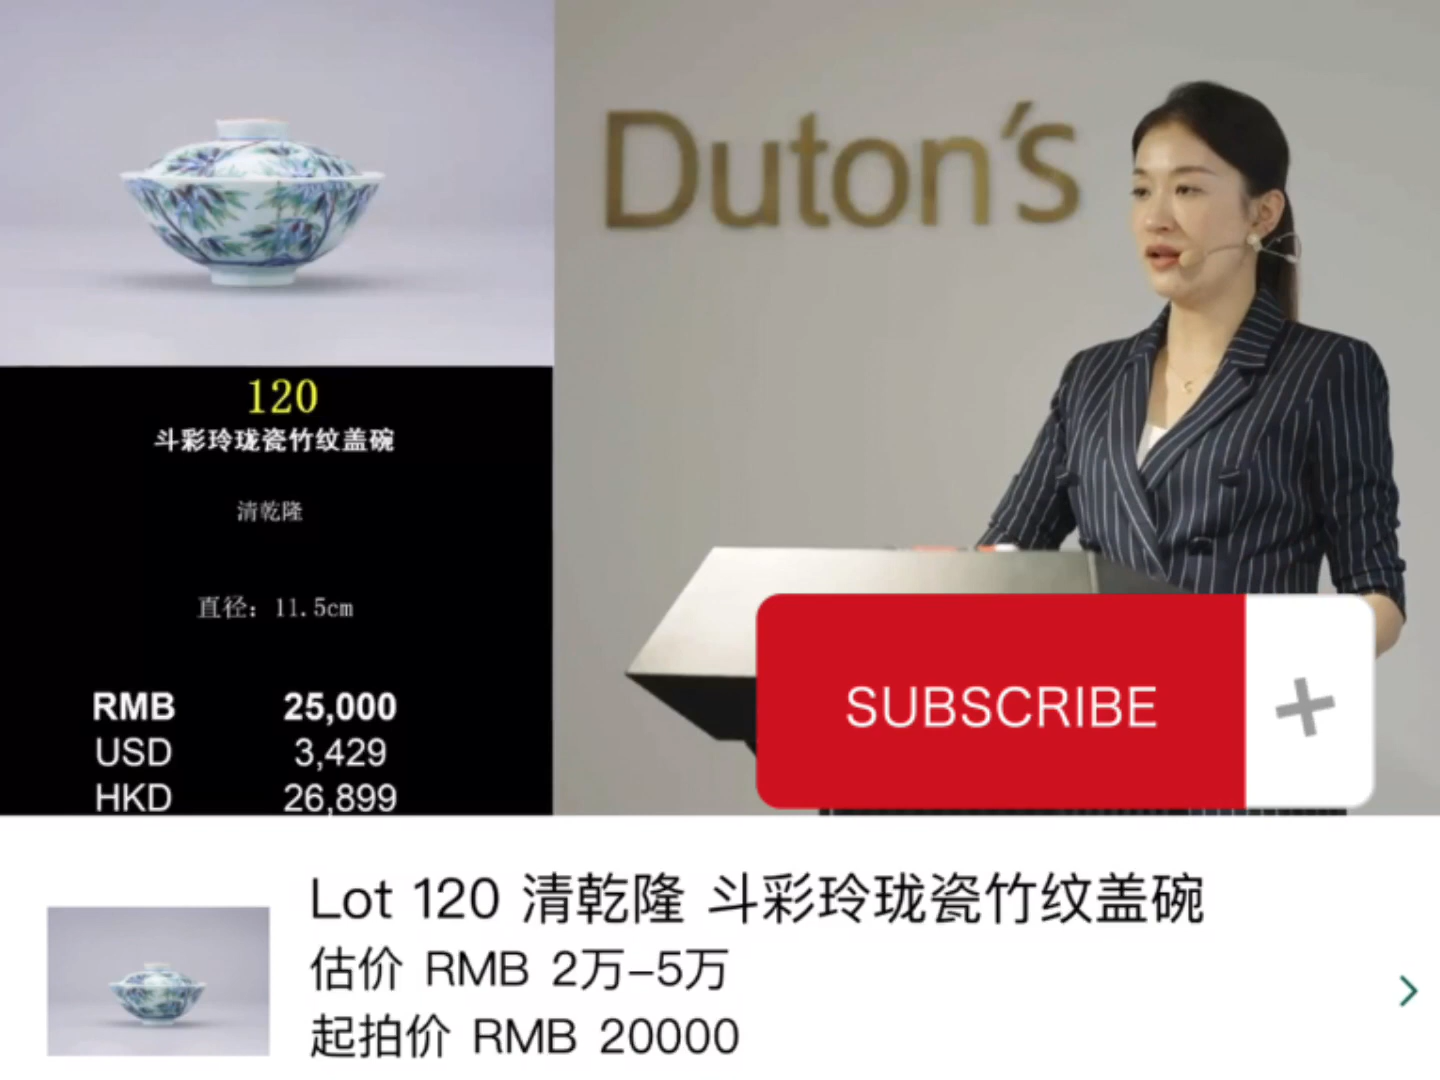 Duton's
120
斗彩玲珑瓷竹纹盖碗
清乾隆
直径：11.5cm
RMB 25,000
USD 3,429
HKD 26,899
SUBSCRIBE +
Lot 120 清乾隆 斗彩玲珑瓷竹纹盖碗
估价 RMB 2万-5万
起拍价 RMB 20000